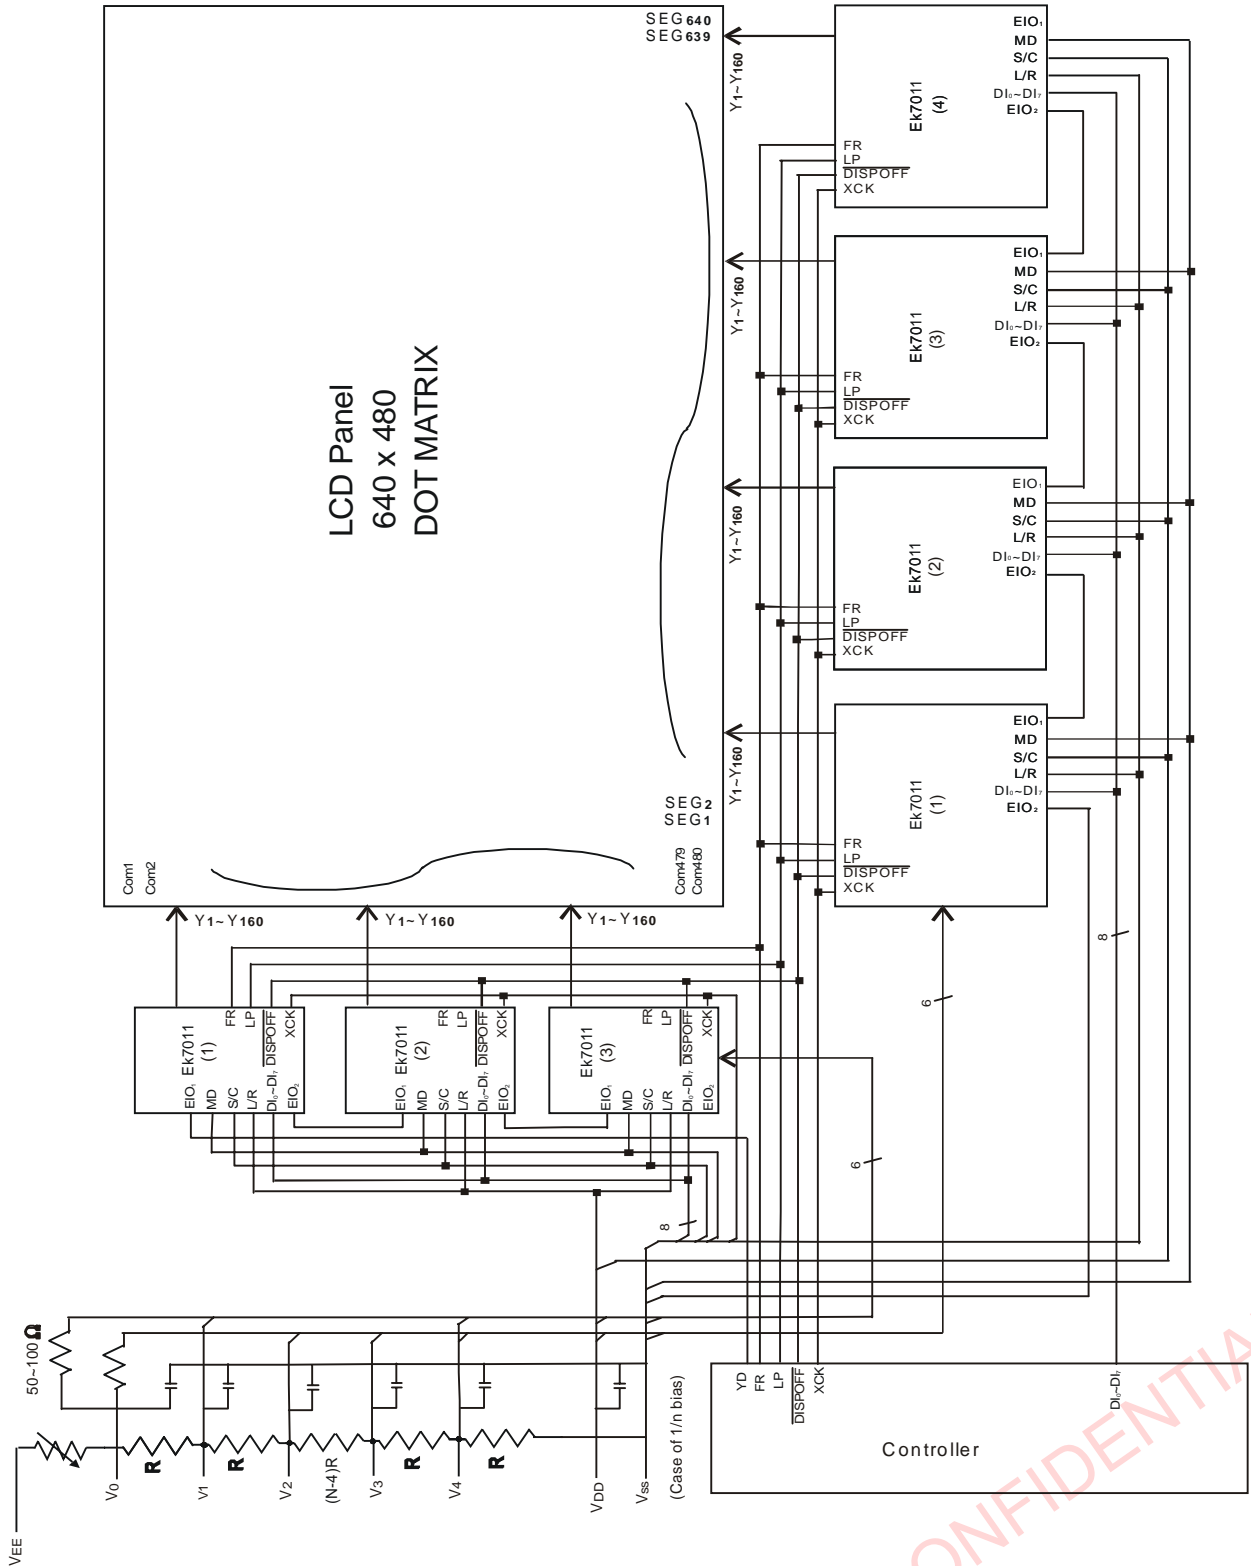 SEG640
SEG639
Y1~Y160
EIO₁
MD
S/C
L/R
DI₀~DI₇
EIO₂
Ek7011
(4)
FR
LP
DISPOFF
XCK
Y1~Y160
EIO₁
MD
S/C
L/R
DI₀~DI₇
EIO₂
Ek7011
(3)
FR
LP
DISPOFF
XCK
LCD Panel
640 x 480
DOT MATRIX
Y1~Y160
EIO₁
MD
S/C
L/R
DI₀~DI₇
EIO₂
Ek7011
(2)
FR
LP
DISPOFF
XCK
Y1~Y160
EIO₁
MD
S/C
L/R
DI₀~DI₇
EIO₂
Ek7011
(1)
FR
LP
DISPOFF
XCK
SEG2
SEG1
Com1
Com2
Com479
Com480
Y1~Y160
Y1~Y160
Y1~Y160
8
6
Ek7011
(1)
FR
LP
DISPOFF
XCK
EIO₁
MD
S/C
L/R
DI₀~DI₇
EIO₂
Ek7011
(2)
FR
LP
DISPOFF
XCK
EIO₁
MD
S/C
L/R
DI₀~DI₇
EIO₂
Ek7011
(3)
FR
LP
DISPOFF
XCK
EIO₁
MD
S/C
L/R
DI₀~DI₇
EIO₂
6
8
50~100Ω
R
R
(N-4)R
R
R
VEE
V0
V1
V2
V3
V4
VDD
Vss
(Case of 1/n bias)
YD
FR
LP
DISPOFF
XCK
DI₀~DI₇
Controller
ONFIDENTIA